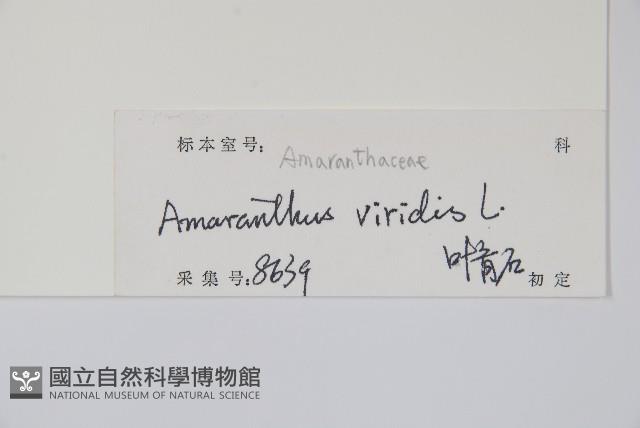 标本室号: 科
Amaranthaceae
Amaranthus viridis L.
采集号: 8639 叶育石 初定
國立自然科學博物館
NATIONAL MUSEUM OF NATURAL SCIENCE